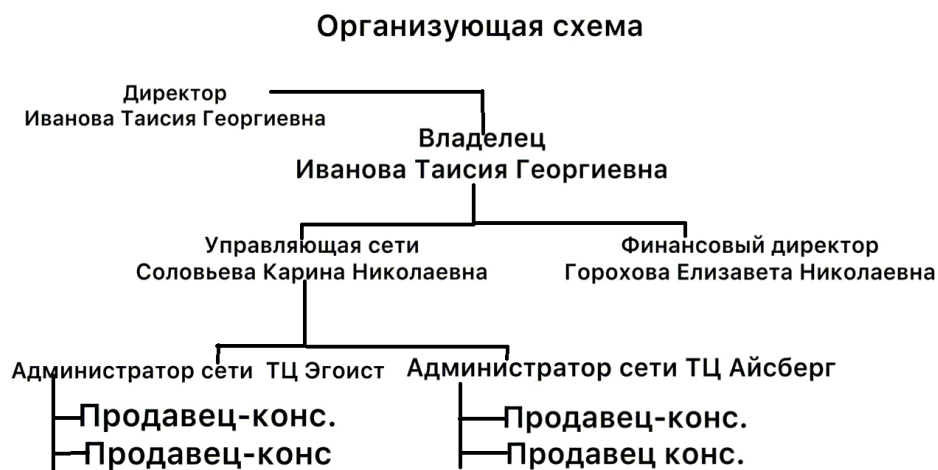 Организующая схема
Директор
Иванова Таисия Георгиевна
Владелец
Иванова Таисия Георгиевна
Управляющая сети
Соловьева Карина Николаевна
Финансовый директор
Горохова Елизавета Николаевна
Администратор сети ТЦ Эгоист
Продавец-конс.
Продавец-конс
Администратор сети ТЦ Айсберг
Продавец-конс.
Продавец конс.